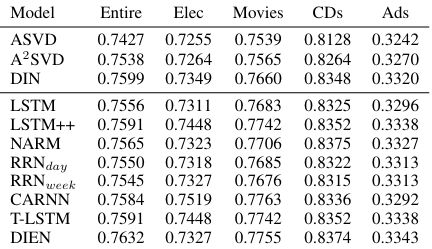 Model Entire Elec Movies CDs Ads
ASVD 0.7427 0.7255 0.7539 0.8128 0.3242
A²SVD 0.7538 0.7264 0.7565 0.8264 0.3270
DIN 0.7599 0.7349 0.7660 0.8348 0.3320
LSTM 0.7556 0.7311 0.7683 0.8325 0.3296
LSTM++ 0.7591 0.7448 0.7742 0.8352 0.3338
NARM 0.7565 0.7323 0.7706 0.8375 0.3327
RRN_day 0.7550 0.7318 0.7685 0.8322 0.3313
RRN_week 0.7545 0.7327 0.7676 0.8315 0.3313
CARNN 0.7584 0.7519 0.7763 0.8336 0.3292
T-LSTM 0.7591 0.7448 0.7742 0.8352 0.3338
DIEN 0.7632 0.7327 0.7755 0.8374 0.3343